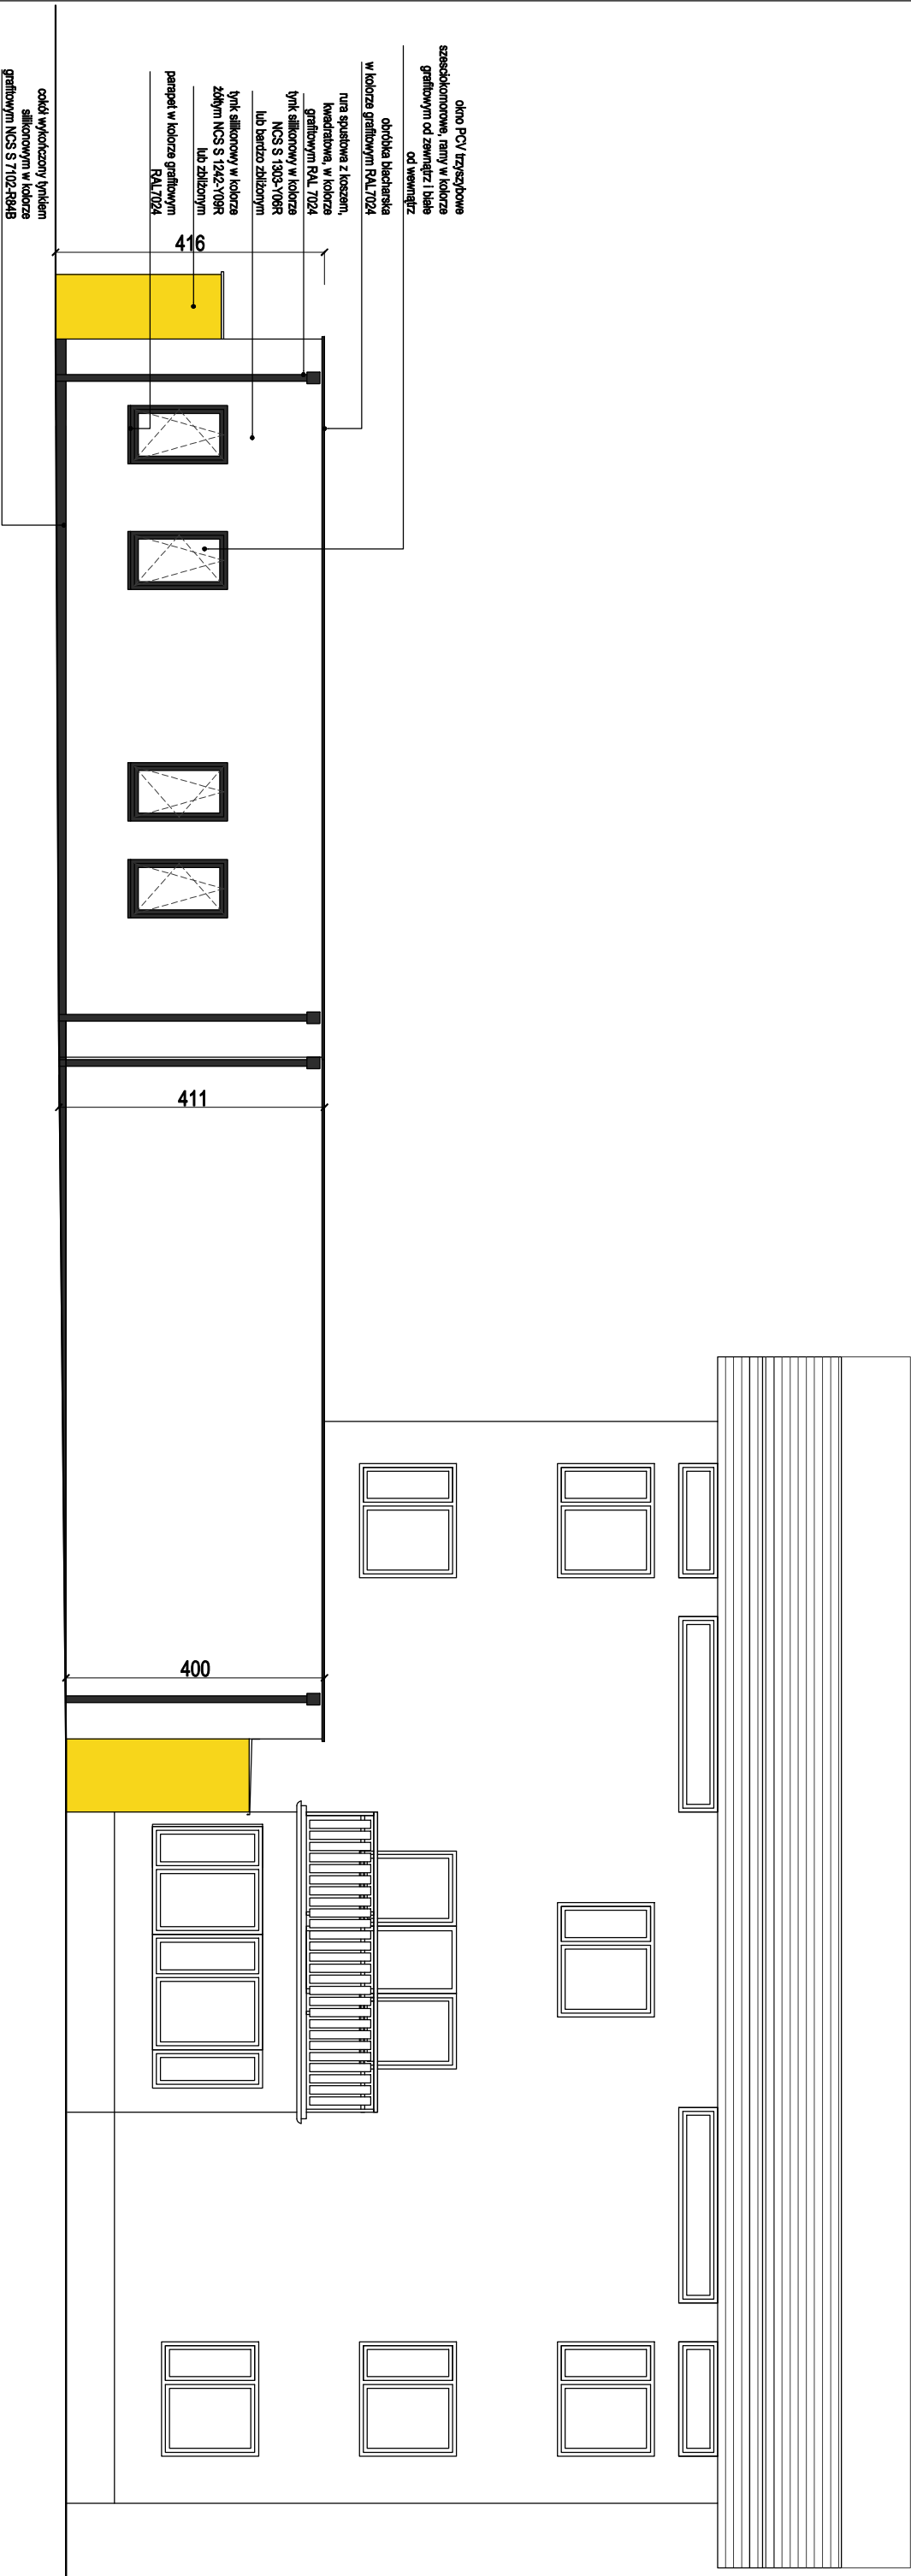 okno PCV trzyszybowe
szesciokomorowe, ramy w kolorze
grafitowym od zewnątrz i białe
od wewnątrz
obróbka blacharska
w kolorze grafitowym RAL7024
rura spustowa z koszem,
kwadratowa, w kolorze
grafitowym RAL 7024
tynk silikonowy w kolorze
NCS S 1303-Y06R
lub bardzo zbliżonym
tynk silikonowy w kolorze
żółtym NCS S 1242-Y09R
lub zbliżonym
parapet w kolorze grafitowym
RAL7024
cokół wykończony tynkiem
silikonowym w kolorze
grafitowym NCS S 7102-R84B
416
411
400